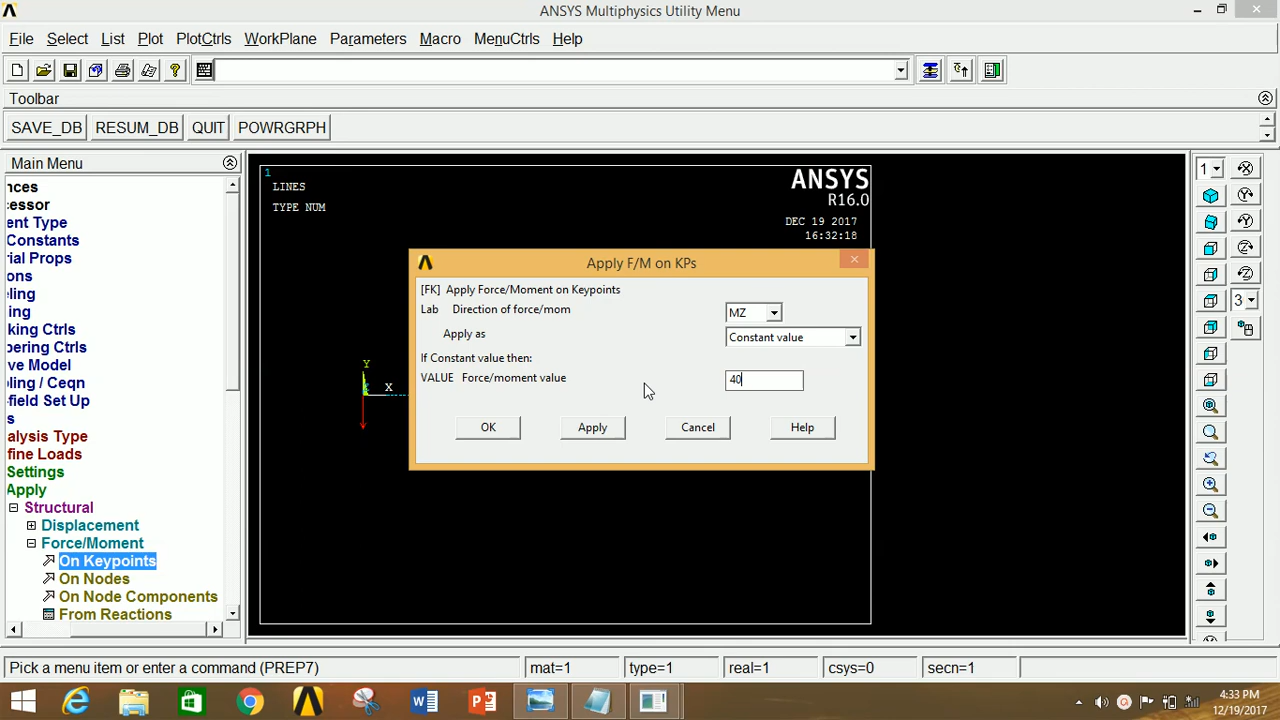 ANSYS Multiphysics Utility Menu
File Select List Plot PlotCtrls WorkPlane Parameters Macro MenuCtrls Help
Toolbar
SAVE_DB RESUM_DB QUIT POWRGRPH
Main Menu
nces
cessor
ent Type
Constants
rial Props
ons
eling
ing
king Ctrls
bering Ctrls
ive Model
pling / Ceqn
-field Set Up
s
alysis Type
fine Loads
Settings
Apply
Structural
Displacement
Force/Moment
On Keypoints
On Nodes
On Node Components
From Reactions
1
LINES
TYPE NUM
ANSYS
R16.0
DEC 19 2017
16:32:18
Y
X
Apply F/M on KPs
[FK] Apply Force/Moment on Keypoints
Lab Direction of force/mom MZ
Apply as Constant value
If Constant value then:
VALUE Force/moment value 40
OK Apply Cancel Help
1
3
Pick a menu item or enter a command (PREP7) mat=1 type=1 real=1 csys=0 secn=1
4:33 PM
12/19/2017